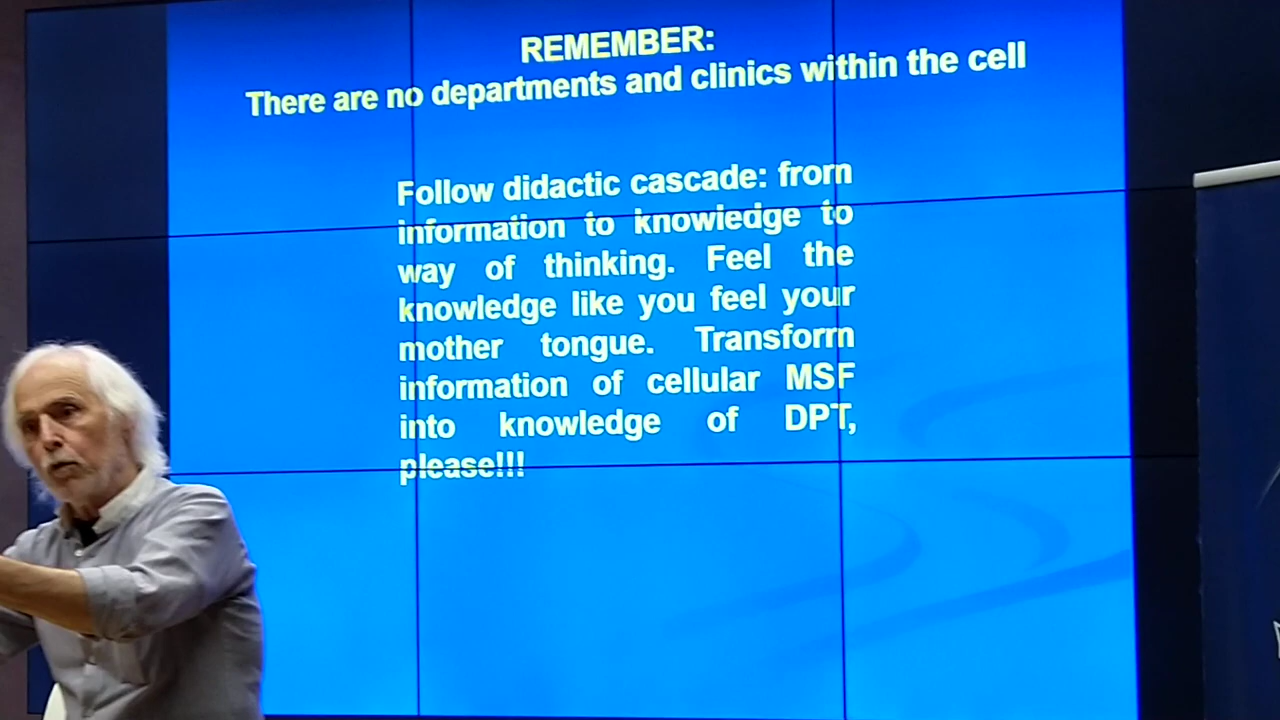 REMEMBER:
There are no departments and clinics within the cell
Follow didactic cascade: from
information to knowledge to
way of thinking. Feel the
knowledge like you feel your
mother tongue. Transform
information of cellular MSF
into knowledge of DPT,
please!!!